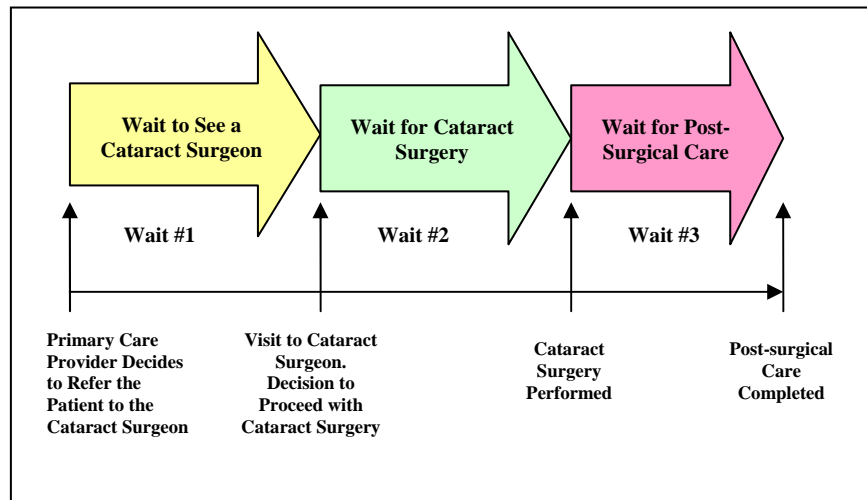 Wait to See a
Cataract Surgeon
Wait for Cataract
Surgery
Wait for Post-
Surgical Care
Wait #1
Wait #2
Wait #3
Primary Care
Provider Decides
to Refer the
Patient to the
Cataract Surgeon
Visit to Cataract
Surgeon.
Decision to
Proceed with
Cataract Surgery
Cataract
Surgery
Performed
Post-surgical
Care
Completed